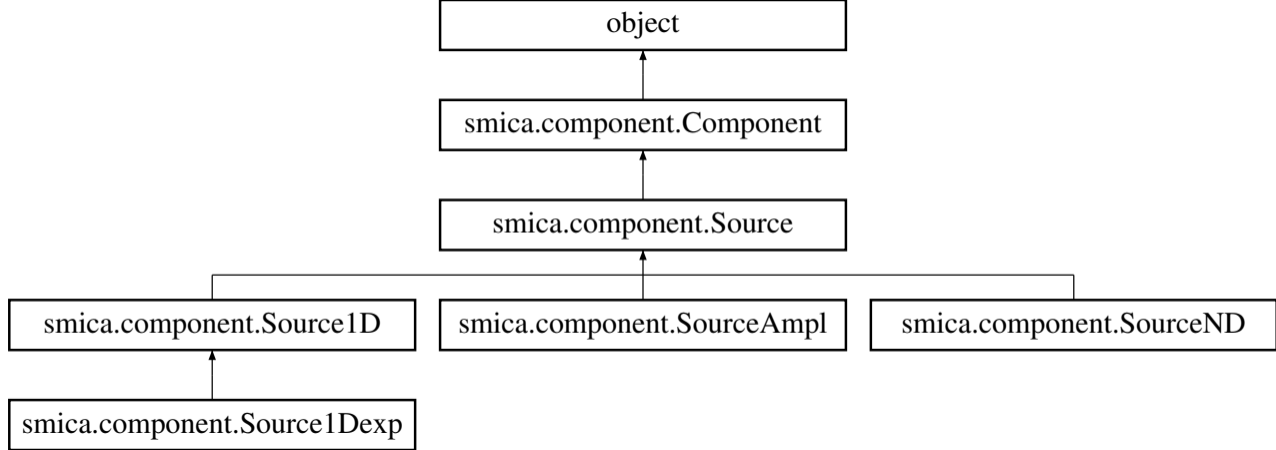 object
smica.component.Component
smica.component.Source
smica.component.Source1D
smica.component.SourceAmpl
smica.component.SourceND
smica.component.Source1Dexp